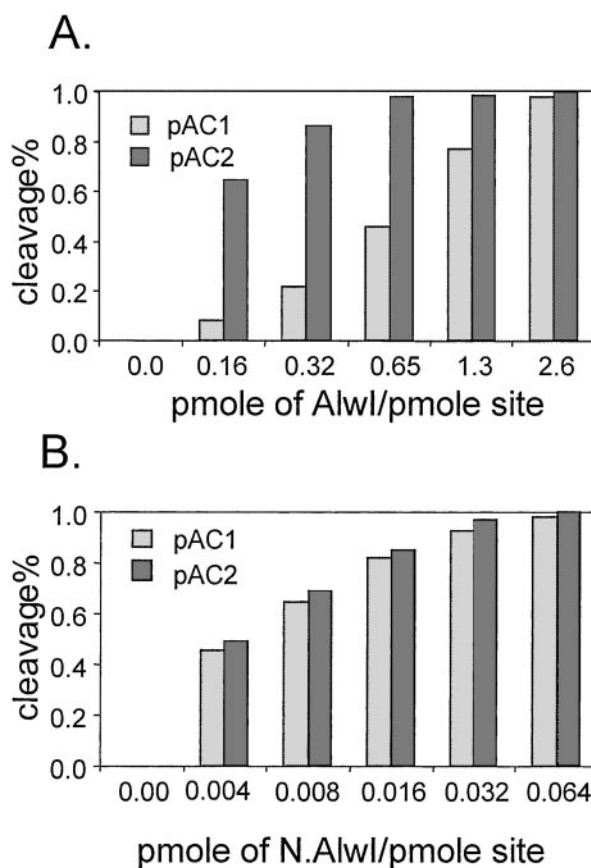 A.
1.0
0.8
0.6
0.4
0.2
0.0
cleavage%
pAC1
pAC2
0.0 0.16 0.32 0.65 1.3 2.6
pmole of AlwI/pmole site
B.
1.0
0.8
0.6
0.4
0.2
0.0
cleavage%
pAC1
pAC2
0.00 0.004 0.008 0.016 0.032 0.064
pmole of N.AlwI/pmole site